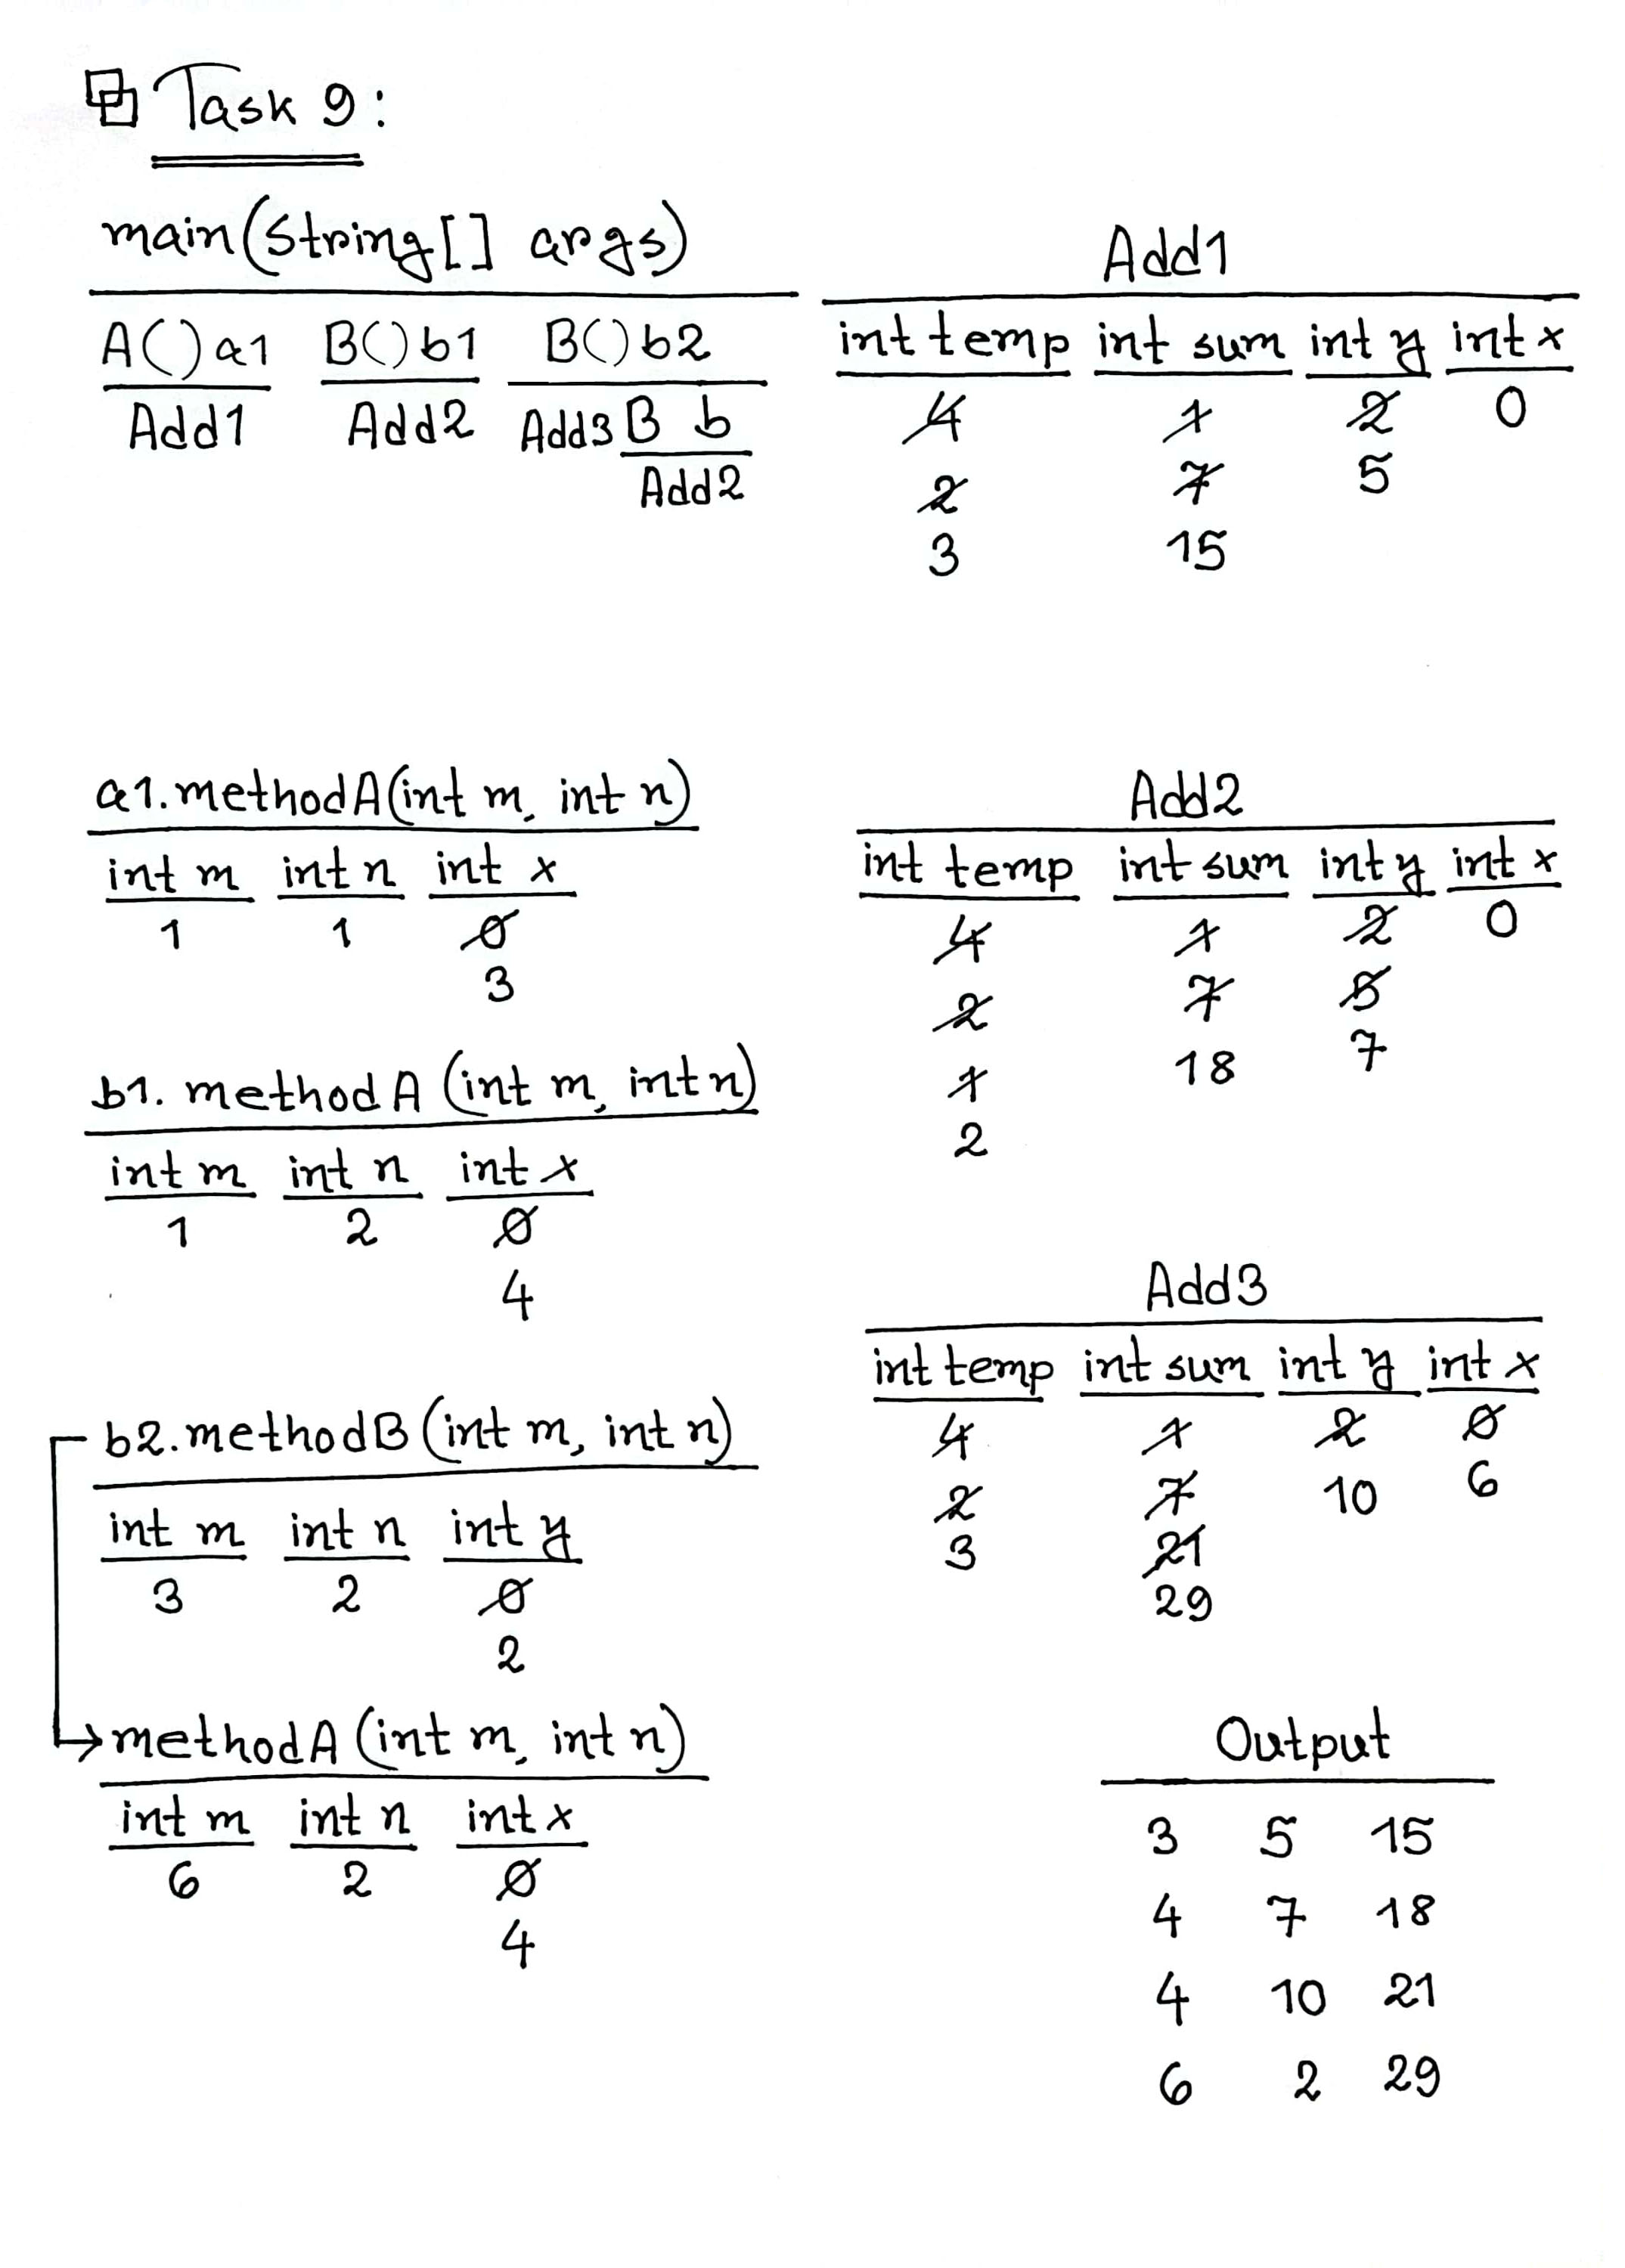 Task 9:
main(String[] args)
A() a1 B() b1 B() b2
Add1 Add2 Add3 B b
Add2
Add1
int temp int sum int y int x
4 1 2 0
2 7 5
3 15
a1.methodA(int m, int n)
int m int n int x
1 1 0
3
Add2
int temp int sum int y int x
4 1 2 0
2 7 5
1 18 7
2
b1. methodA (int m, int n)
int m int n int x
1 2 0
4
Add3
int temp int sum int y int x
4 1 2 0
2 7 10 6
3 21
29
b2.methodB (int m, int n)
int m int n int y
3 2 0
2
→methodA (int m, int n)
int m int n int x
6 2 0
4
Output
3 5 15
4 7 18
4 10 21
6 2 29